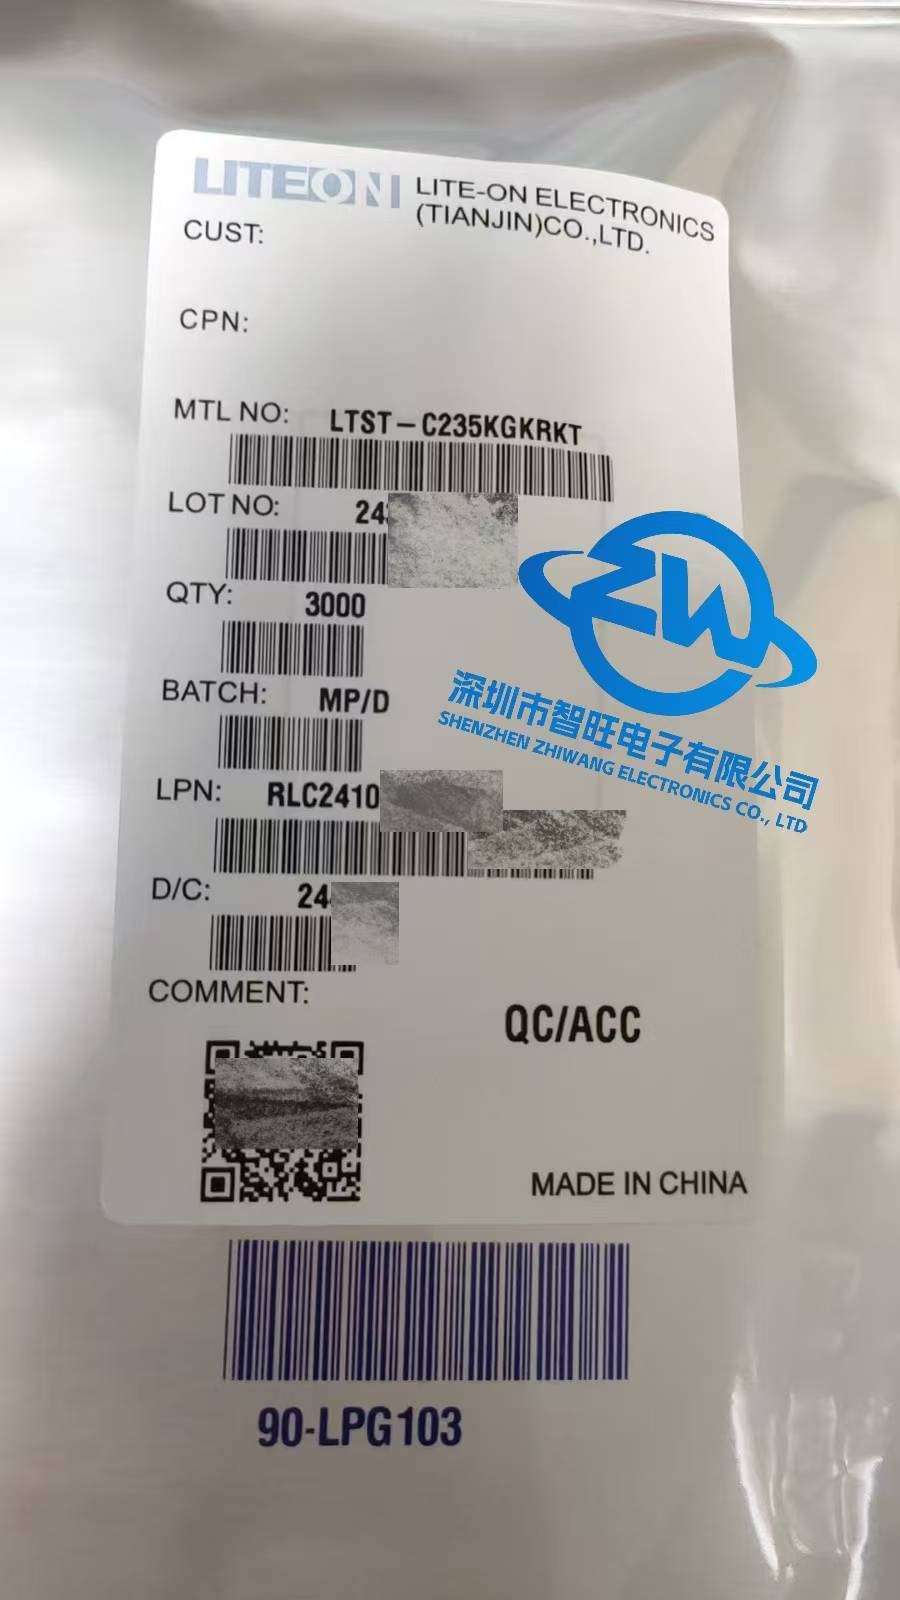 LITEON LITE-ON ELECTRONICS
(TIANJIN)CO.,LTD.
CUST:
CPN:
MTL NO: LTST-C235KGKRKT
LOT NO: 24
QTY: 3000
BATCH: MP/D
ZW
深圳市智旺电子有限公司
SHENZHEN ZHIWANG ELECTRONICS CO., LTD
LPN: RLC2410
D/C: 24
COMMENT:
QC/ACC
MADE IN CHINA
90-LPG103